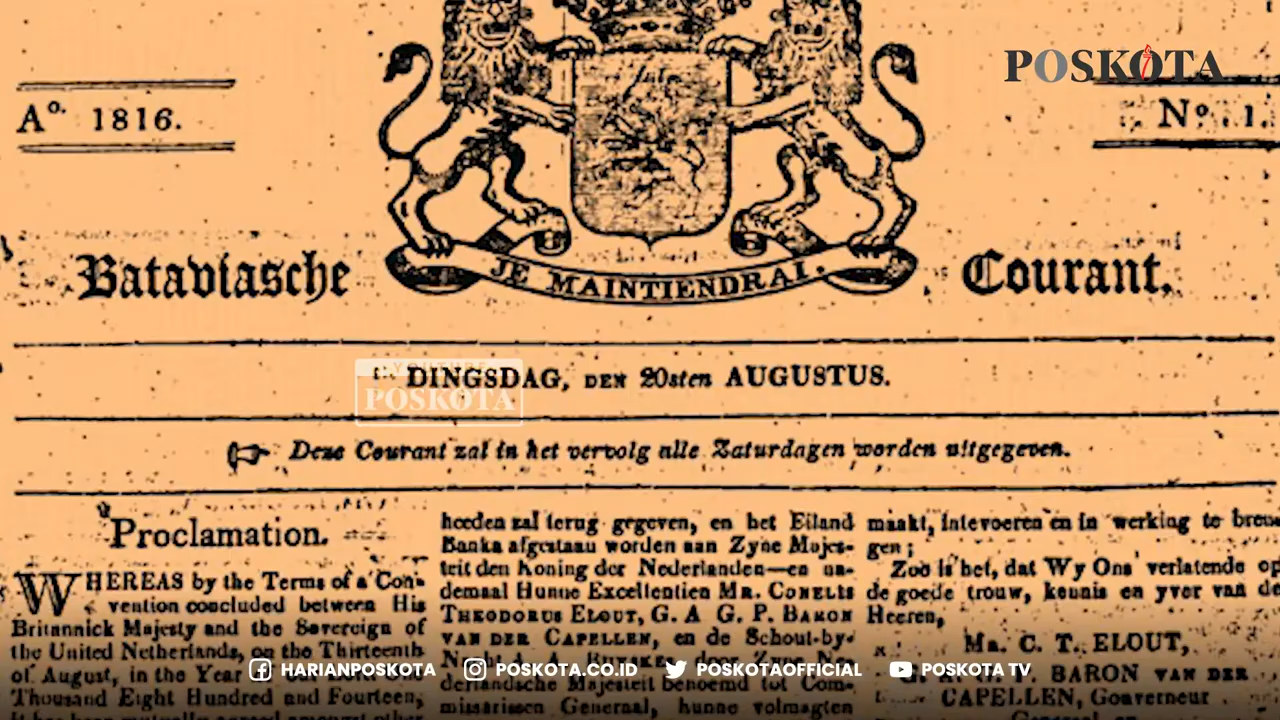 POSKOTA
Aº. 1816.
Nº. 1.
JE MAINTIENDRAI.
Bataviasche
Courant.
DINGSDAG, DEN 20sten AUGUSTUS.
POSKOTA
Deze Courant zal in het vervolg alle Zaturdagen worden uitgegeven.
Proclamation.
WHEREAS by the Terms of a Con-
vention concluded between His
Britannick Majesty and the Sovereign of
the United Netherlands, on the Thirteenth
of August, in the Year
Thousand Eight Hundred and Fourteen,
heeden zal terug gegeven, en het Eiland
Banka afgestaan worden aan Zyne Majes-
teit den Koning der Nederlanden—en na-
demaal Hunne Excellentien MR. CONELIS
THEODORUS ELOUT, G. A G. P. BARON
VAN DER CAPELLEN, en de Schout-by-
derlandsche Majesteit benoemd tot Com-
missarissen Generaal, hunne volmagten
maakt, intevoeren en in werking te breu
gen;
Zoo is het, dat Wy Ons verlatende op
de goede trouw, kennis en yver van de
Heeren,
MR. C. T. ELOUT,
BARON VAN DER
CAPELLEN, Gouverneur
HARIANPOSKOTA
POSKOTA.CO.ID
POSKOTAOFFICIAL
POSKOTA TV